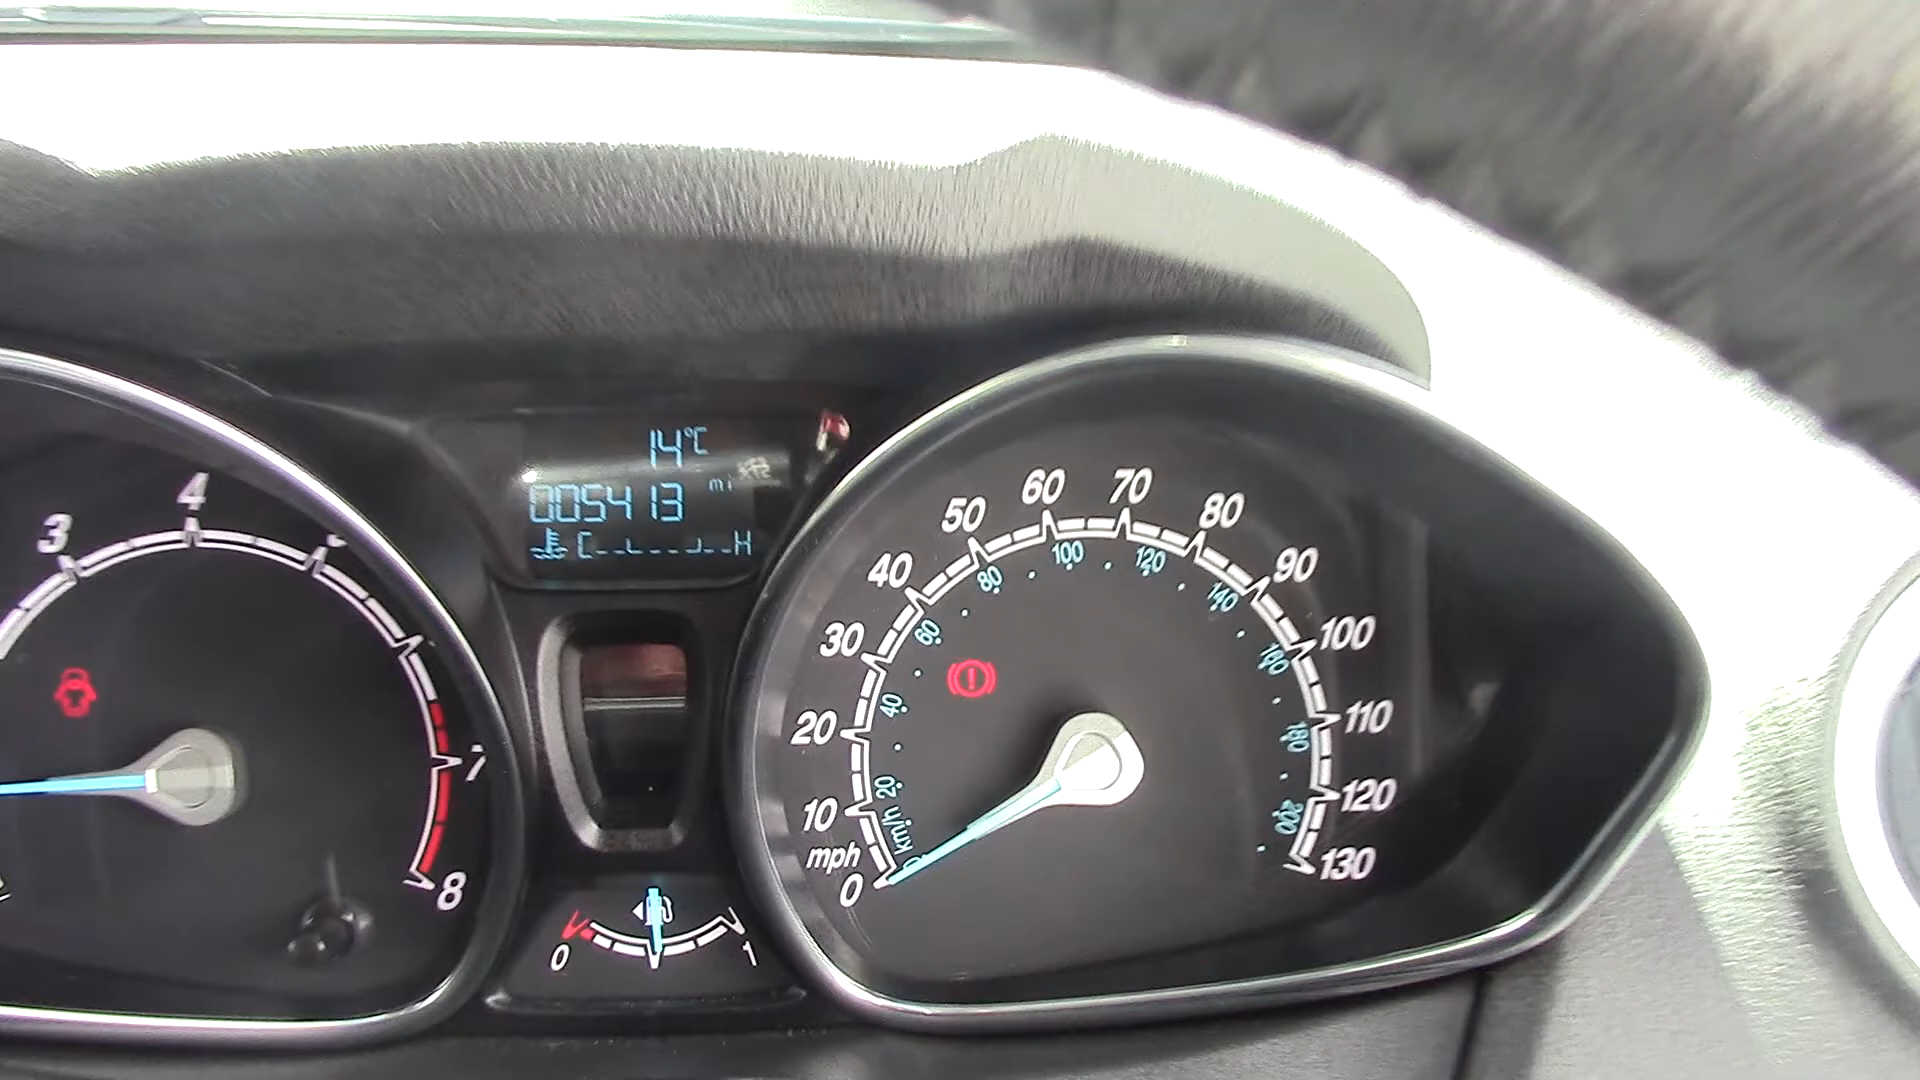 14°C
005413 mi
C H
3 4 7 8
0 1
mph 0 10 20 30 40 50 60 70 80 90 100 110 120 130
km/h 0 20 40 60 80 100 120 140 160 180 200